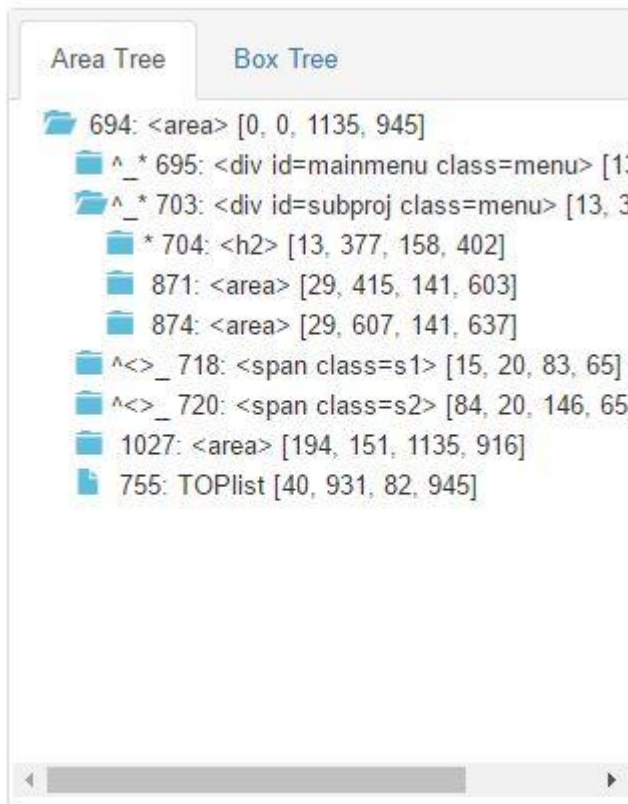 Area Tree Box Tree
694: <area> [0, 0, 1135, 945]
^_* 695: <div id=mainmenu class=menu> [13
^_* 703: <div id=subproj class=menu> [13, 3
* 704: <h2> [13, 377, 158, 402]
871: <area> [29, 415, 141, 603]
874: <area> [29, 607, 141, 637]
^<>_ 718: <span class=s1> [15, 20, 83, 65]
^<>_ 720: <span class=s2> [84, 20, 146, 65
1027: <area> [194, 151, 1135, 916]
755: TOPlist [40, 931, 82, 945]